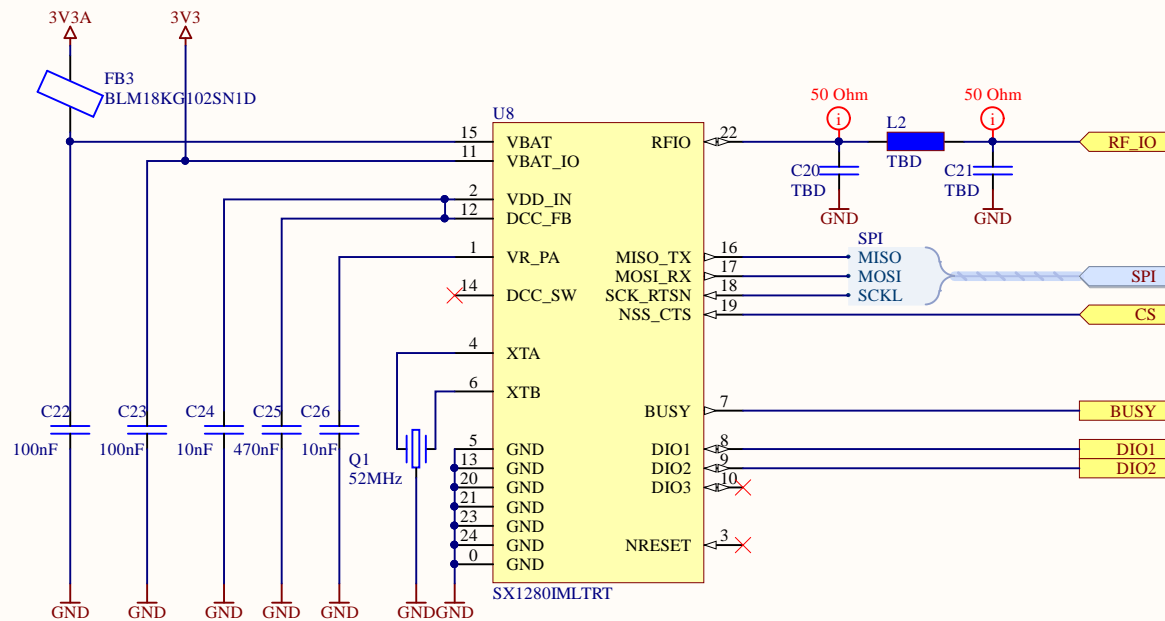 3V3A
3V3
FB3
BLM18KG102SN1D
U8
50 Ohm
50 Ohm
i
i
15
VBAT
RFIO
22
L2
TBD
RF_IO
11
VBAT_IO
C20
TBD
C21
TBD
2
VDD_IN
12
DCC_FB
GND
GND
1
VR_PA
MISO_TX
16
SPI
MISO
MOSI_RX
17
MOSI
SPI
14
DCC_SW
SCK_RTSN
18
SCKL
NSS_CTS
19
CS
4
XTA
6
XTB
C22
100nF
C23
100nF
C24
10nF
C25
470nF
C26
10nF
Q1
52MHz
BUSY
7
BUSY
5
GND
DIO1
8
DIO1
13
GND
DIO2
9
DIO2
20
GND
DIO3
10
21
GND
23
GND
24
GND
NRESET
3
0
GND
SX1280IMLTRT
GND
GND
GND
GND
GND
GND
GND